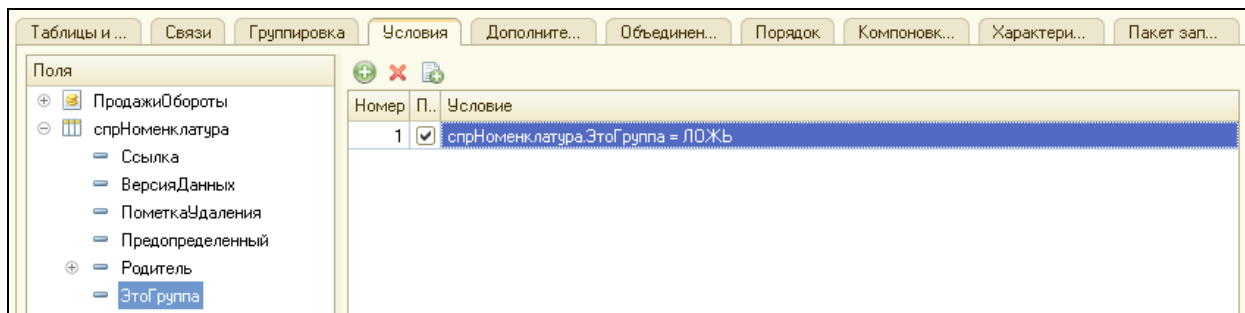 Таблицы и ... Связи Группировка Условия Дополните... Объединен... Порядок Компоновк... Характери... Пакет зап...
Поля
ПродажиОбороты
спрНоменклатура
Ссылка
ВерсияДанных
ПометкаУдаления
Предопределенный
Родитель
ЭтоГруппа
Номер П.. Условие
1 спрНоменклатура.ЭтоГруппа = ЛОЖЬ